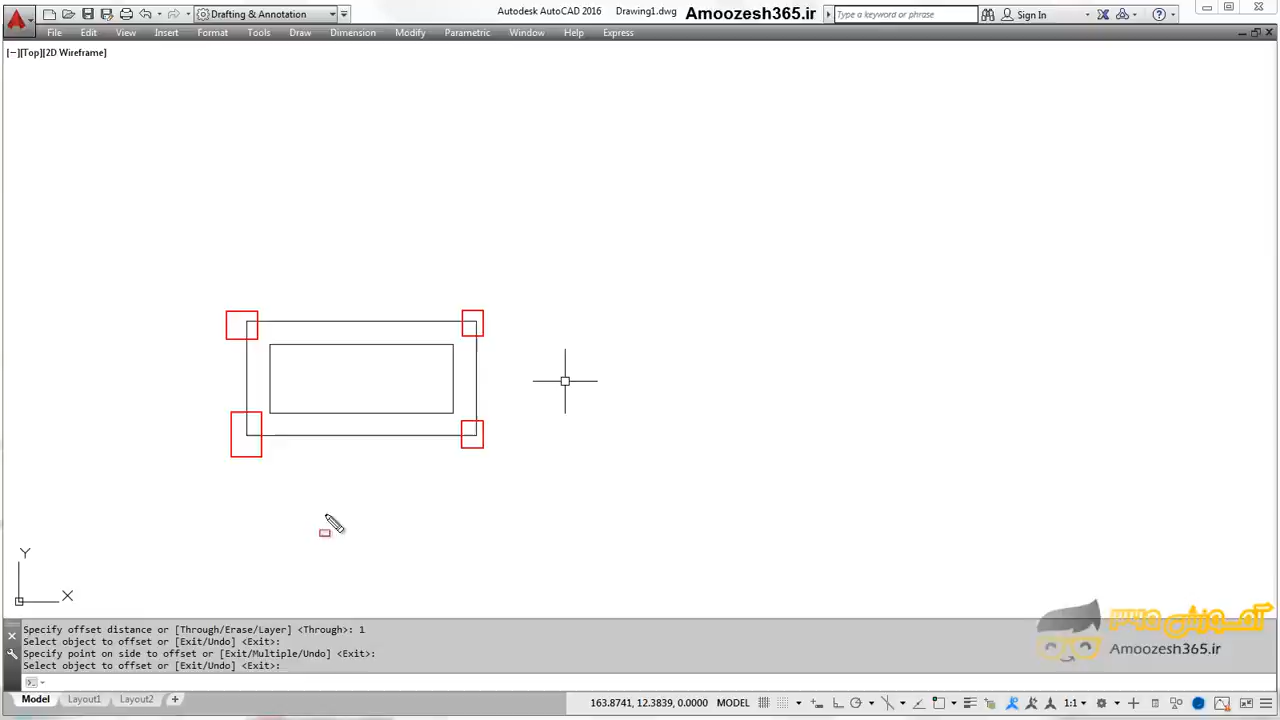 Drafting & Annotation
Autodesk AutoCAD 2016 Drawing1.dwg
Amoozesh365.ir
Type a keyword or phrase
Sign In
File Edit View Insert Format Tools Draw Dimension Modify Parametric Window Help Express
[−][Top][2D Wireframe]
Y
X
Specify offset distance or [Through/Erase/Layer] <Through>: 1
Select object to offset or [Exit/Undo] <Exit>:
Specify point on side to offset or [Exit/Multiple/Undo] <Exit>:
Select object to offset or [Exit/Undo] <Exit>:
آموزش ۳۶۵
Amoozesh365.ir
Model Layout1 Layout2 +
163.8741, 12.3839, 0.0000 MODEL 1:1